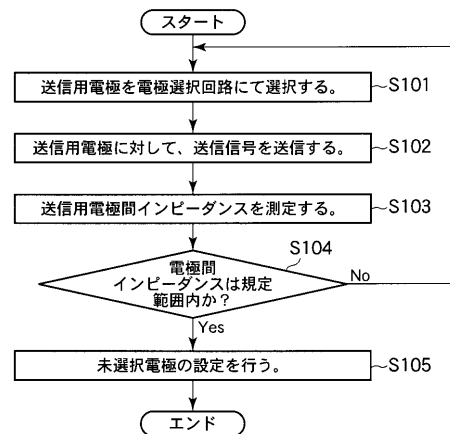 スタート
送信用電極を電極選択回路にて選択する。
S101
送信用電極に対して、送信信号を送信する。
S102
送信用電極間インピーダンスを測定する。
S103
S104
電極間
インピーダンスは規定
範囲内か?
No
Yes
未選択電極の設定を行う。
S105
エンド